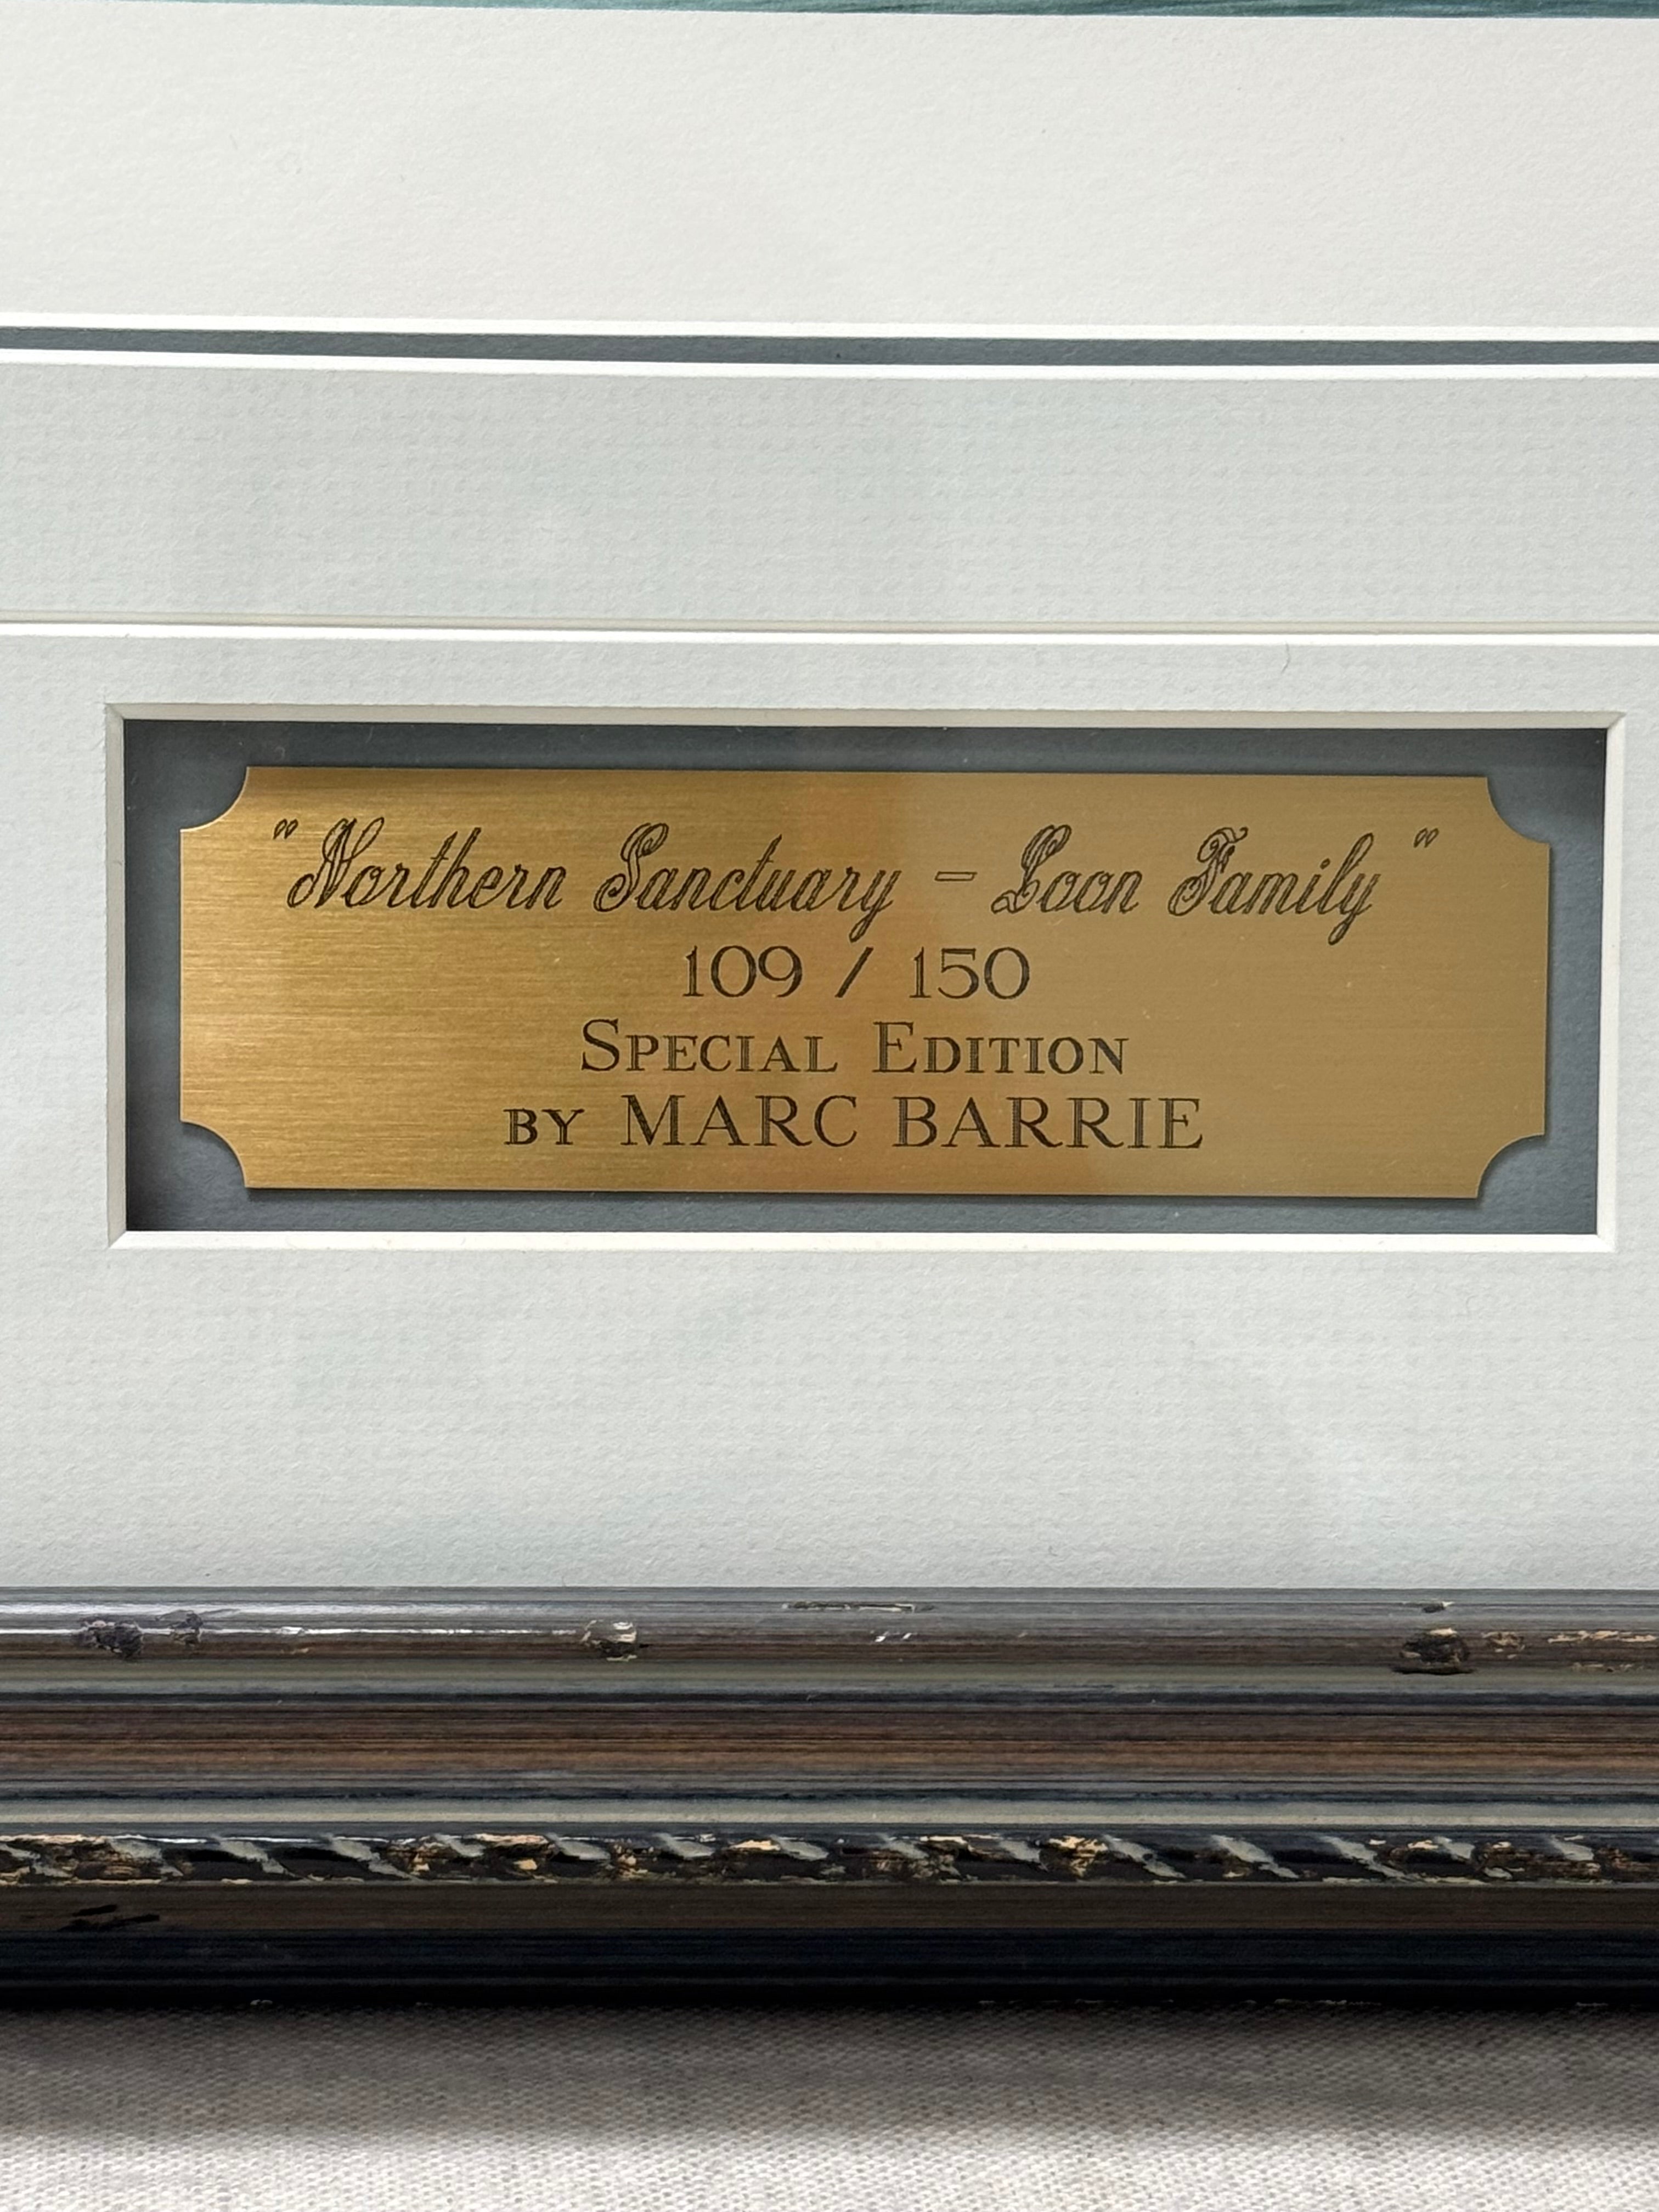 "Northern Sanctuary - Loon Family"
109 / 150
SPECIAL EDITION
BY MARC BARRIE